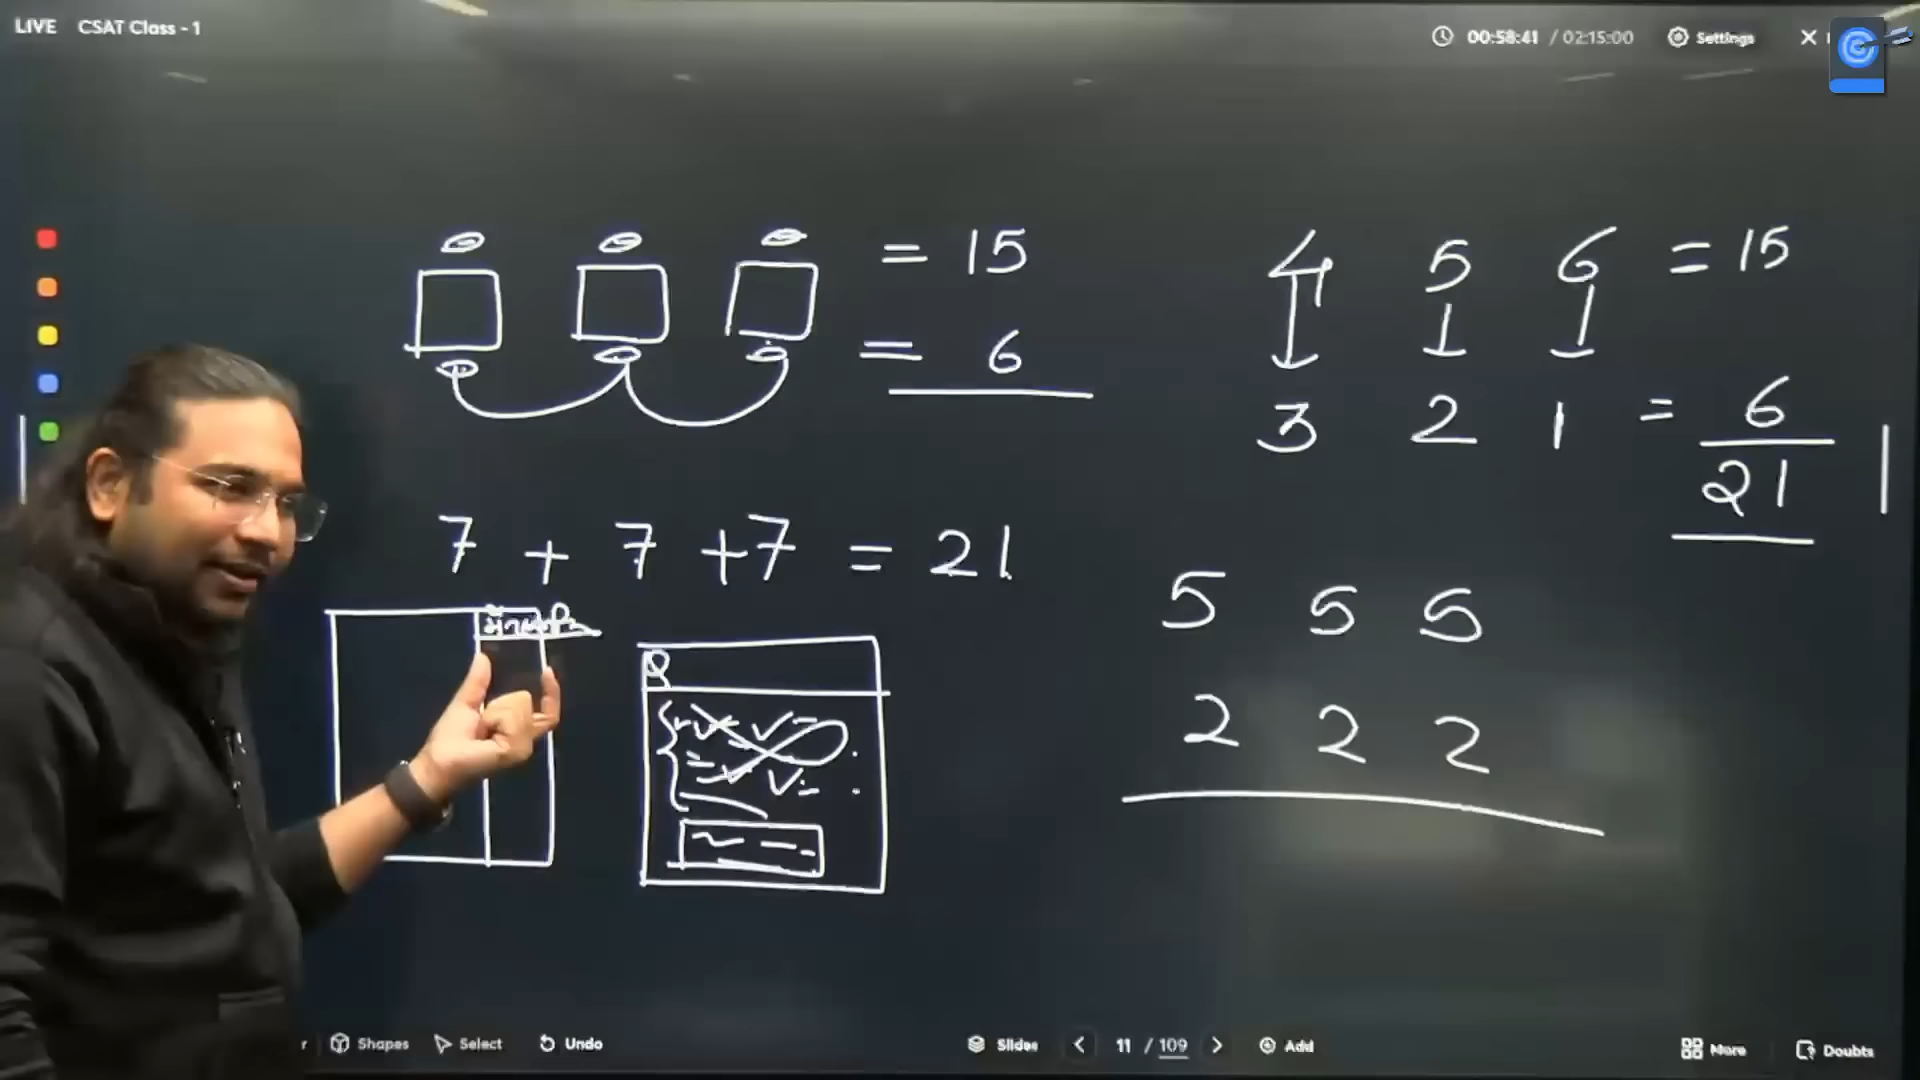 LIVE CSAT Class - 1
00:58:41 / 02:15:00 Settings
= 15
= 6
7 + 7 + 7 = 21
Q
4 5 6 = 15
3 2 1 = 6
21
5 5 5
2 2 2
Shapes Select Undo
Slides 11 / 109 Add
More Doubts